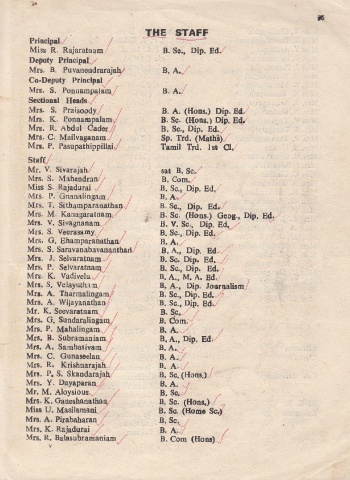 95
THE STAFF
Principal
Miss R. Rajaratnam B. Sc., Dip. Ed.
Deputy Principal
Mrs. B. Puvanendrarajah B. A.
Co-Deputy Principal
Mrs. S. Ponnampalam B. A.
Sectional Heads
Mrs. S. Praisoody B. A. (Hons.) Dip. Ed.
Mrs. K. Ponnampalam B. Sc. (Hons.) Dip. Ed.
Mrs. R. Abdul Cader B. Sc., Dip. Ed.
Mrs. C. Mailvaganam Sp. Trd. (Maths)
Mrs. P. Pasupathippillai Tamil Trd. 1st Cl.
Staff
Mr. V. Sivarajah sat B. Sc.
Mrs. S. Mahendran B. Com.
Miss S. Rajadurai B. Sc., Dip. Ed.
Mrs. P. Gnanalingam B. A.
Mrs. T. Sithamparanathan B. Sc., Dip. Ed.
Mrs. M. Kanagaratnam B. Sc. (Hons.) Geog., Dip. Ed.
Mrs. V. Sivagnanam B. V. Sc., Dip. Ed,
Mrs. S. Veerasamy B. Sc., Dip. Ed.
Mrs. G. Ehamparanathan B. A.
Mrs. S. Saravanabavananthan B. A., Dip. Ed.
Mrs. J. Selvaratnam B. Sc. Dip. Ed.
Mrs. P. Selvaratnam B. Sc., Dip. Ed.
Mrs. K. Vadivelu B. A., M. A. Ed.
Mrs. S. Velayutham B. A., Dip. Journalism
Mrs. A. Tharmalingam B. Sc., Dip. Ed.
Mrs. A. Wijayanathan B. Sc., Dip. Ed.
Mr. K. Seevaratnam B. Sc.
Mrs. G. Sundaralingam B. Com.
Mrs. P. Mahalingam B. A.
Mrs. B. Subramaniam B. A., Dip. Ed.
Mrs. A. Sambasivam B. A.
Mrs. C. Gunaseelan B. A.
Mrs. R. Krishnarajah B. A.
Mrs. P. S. Skandarajah B. Sc. (Hons.)
Mrs. Y. Dayaparan B. A.
Mr. M. Aloysious B. Sc.
Mrs. K. Ganeshanathan B. Sc. (Hons.)
Miss U. Masilamani B. Sc. (Home Sc.)
Mrs. A. Pirabaharan B. Sc.
Mrs. K. Rajadurai B. A.
Mrs. R. Balasubramaniam B. Com (Hons)